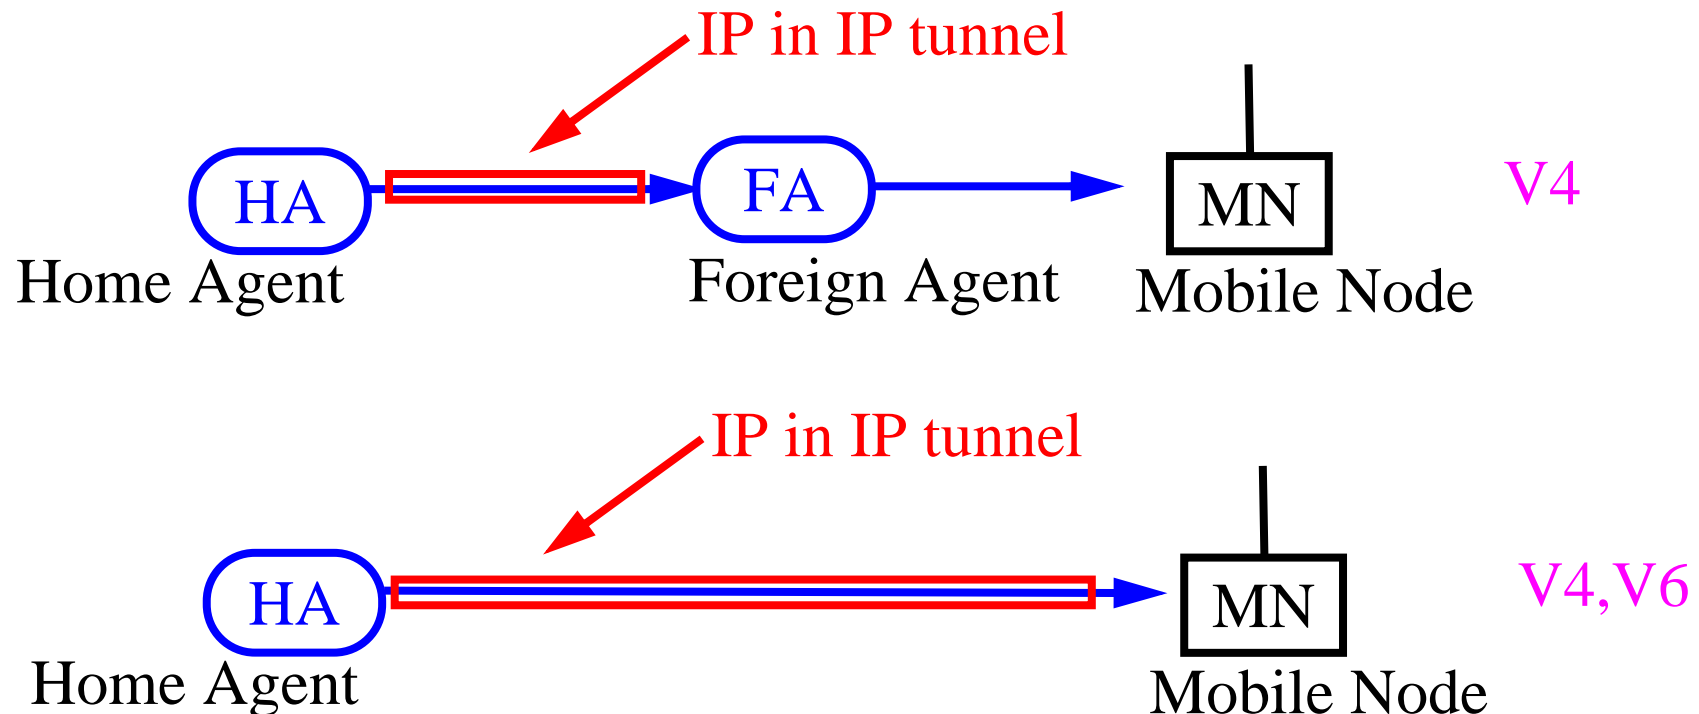 IP in IP tunnel
HA FA MN V4
Home Agent Foreign Agent Mobile Node
IP in IP tunnel
HA MN V4,V6
Home Agent Mobile Node